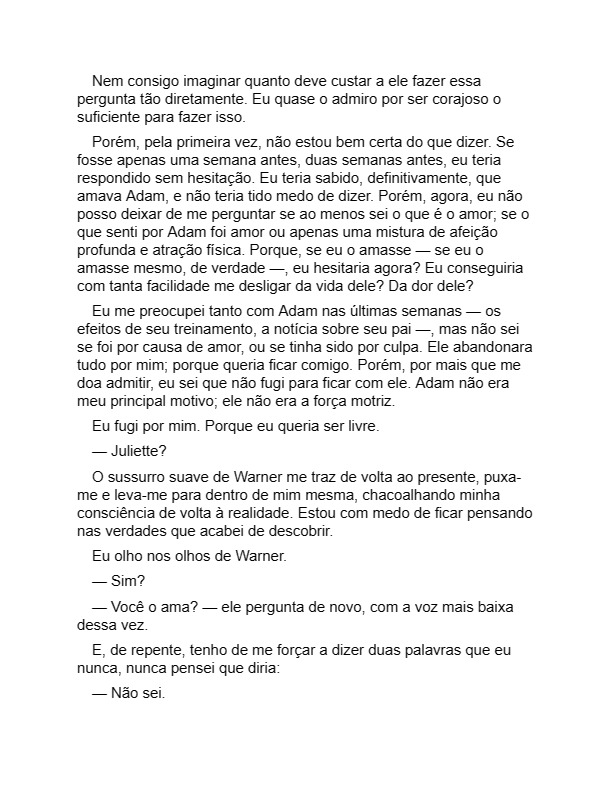 Nem consigo imaginar quanto deve custar a ele fazer essa
pergunta tão diretamente. Eu quase o admiro por ser corajoso o
suficiente para fazer isso.
Porém, pela primeira vez, não estou bem certa do que dizer. Se
fosse apenas uma semana antes, duas semanas antes, eu teria
respondido sem hesitação. Eu teria sabido, definitivamente, que
amava Adam, e não teria tido medo de dizer. Porém, agora, eu não
posso deixar de me perguntar se ao menos sei o que é o amor; se o
que senti por Adam foi amor ou apenas uma mistura de afeição
profunda e atração física. Porque, se eu o amasse — se eu o
amasse mesmo, de verdade —, eu hesitaria agora? Eu conseguiria
com tanta facilidade me desligar da vida dele? Da dor dele?
Eu me preocupei tanto com Adam nas últimas semanas — os
efeitos de seu treinamento, a notícia sobre seu pai —, mas não sei
se foi por causa de amor, ou se tinha sido por culpa. Ele abandonara
tudo por mim; porque queria ficar comigo. Porém, por mais que me
doa admitir, eu sei que não fugi para ficar com ele. Adam não era
meu principal motivo; ele não era a força motriz.
Eu fugi por mim. Porque eu queria ser livre.
— Juliette?
O sussurro suave de Warner me traz de volta ao presente, puxa-
me e leva-me para dentro de mim mesma, chacoalhando minha
consciência de volta à realidade. Estou com medo de ficar pensando
nas verdades que acabei de descobrir.
Eu olho nos olhos de Warner.
— Sim?
— Você o ama? — ele pergunta de novo, com a voz mais baixa
dessa vez.
E, de repente, tenho de me forçar a dizer duas palavras que eu
nunca, nunca pensei que diria:
— Não sei.